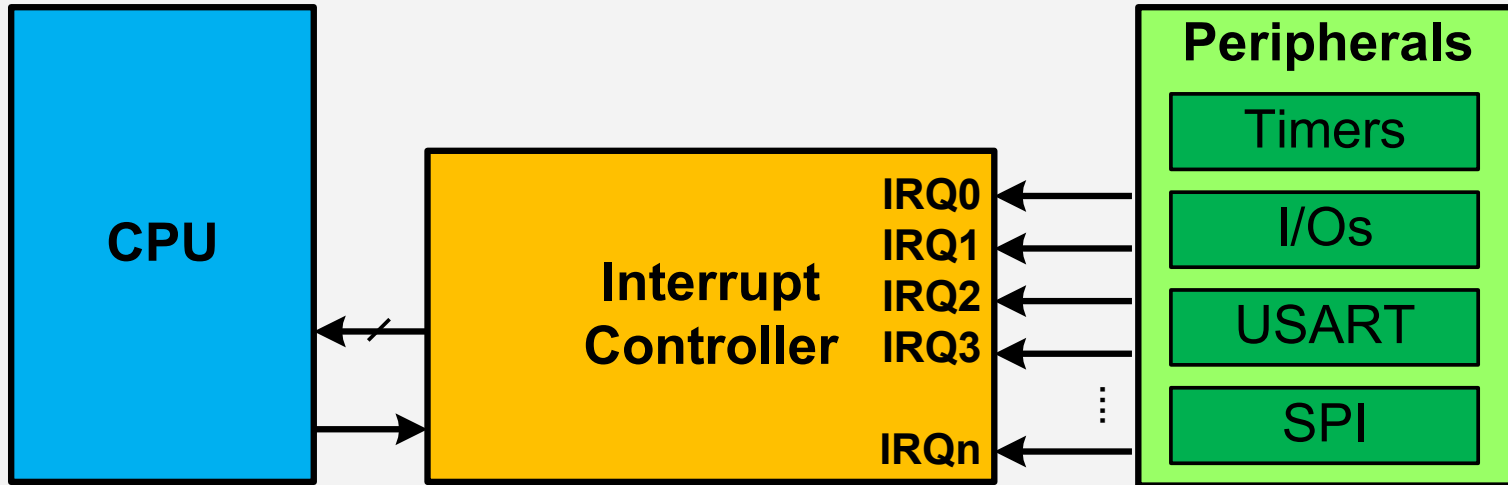 CPU
Interrupt
Controller
IRQ0
IRQ1
IRQ2
IRQ3
IRQn
Peripherals
Timers
I/Os
USART
SPI